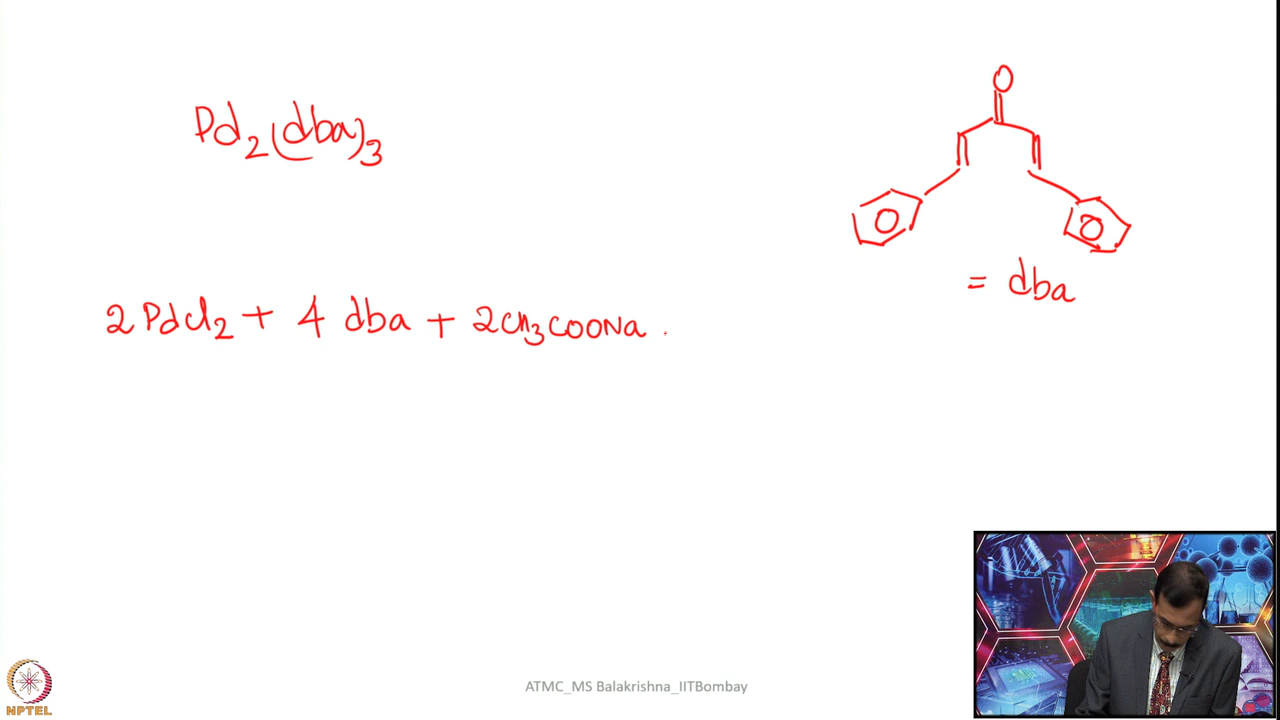 Pd₂(dba)₃
O
= dba
2PdCl₂ + 4 dba + 2CH₃COONa
ATMC_MS Balakrishna_IITBombay
NPTEL